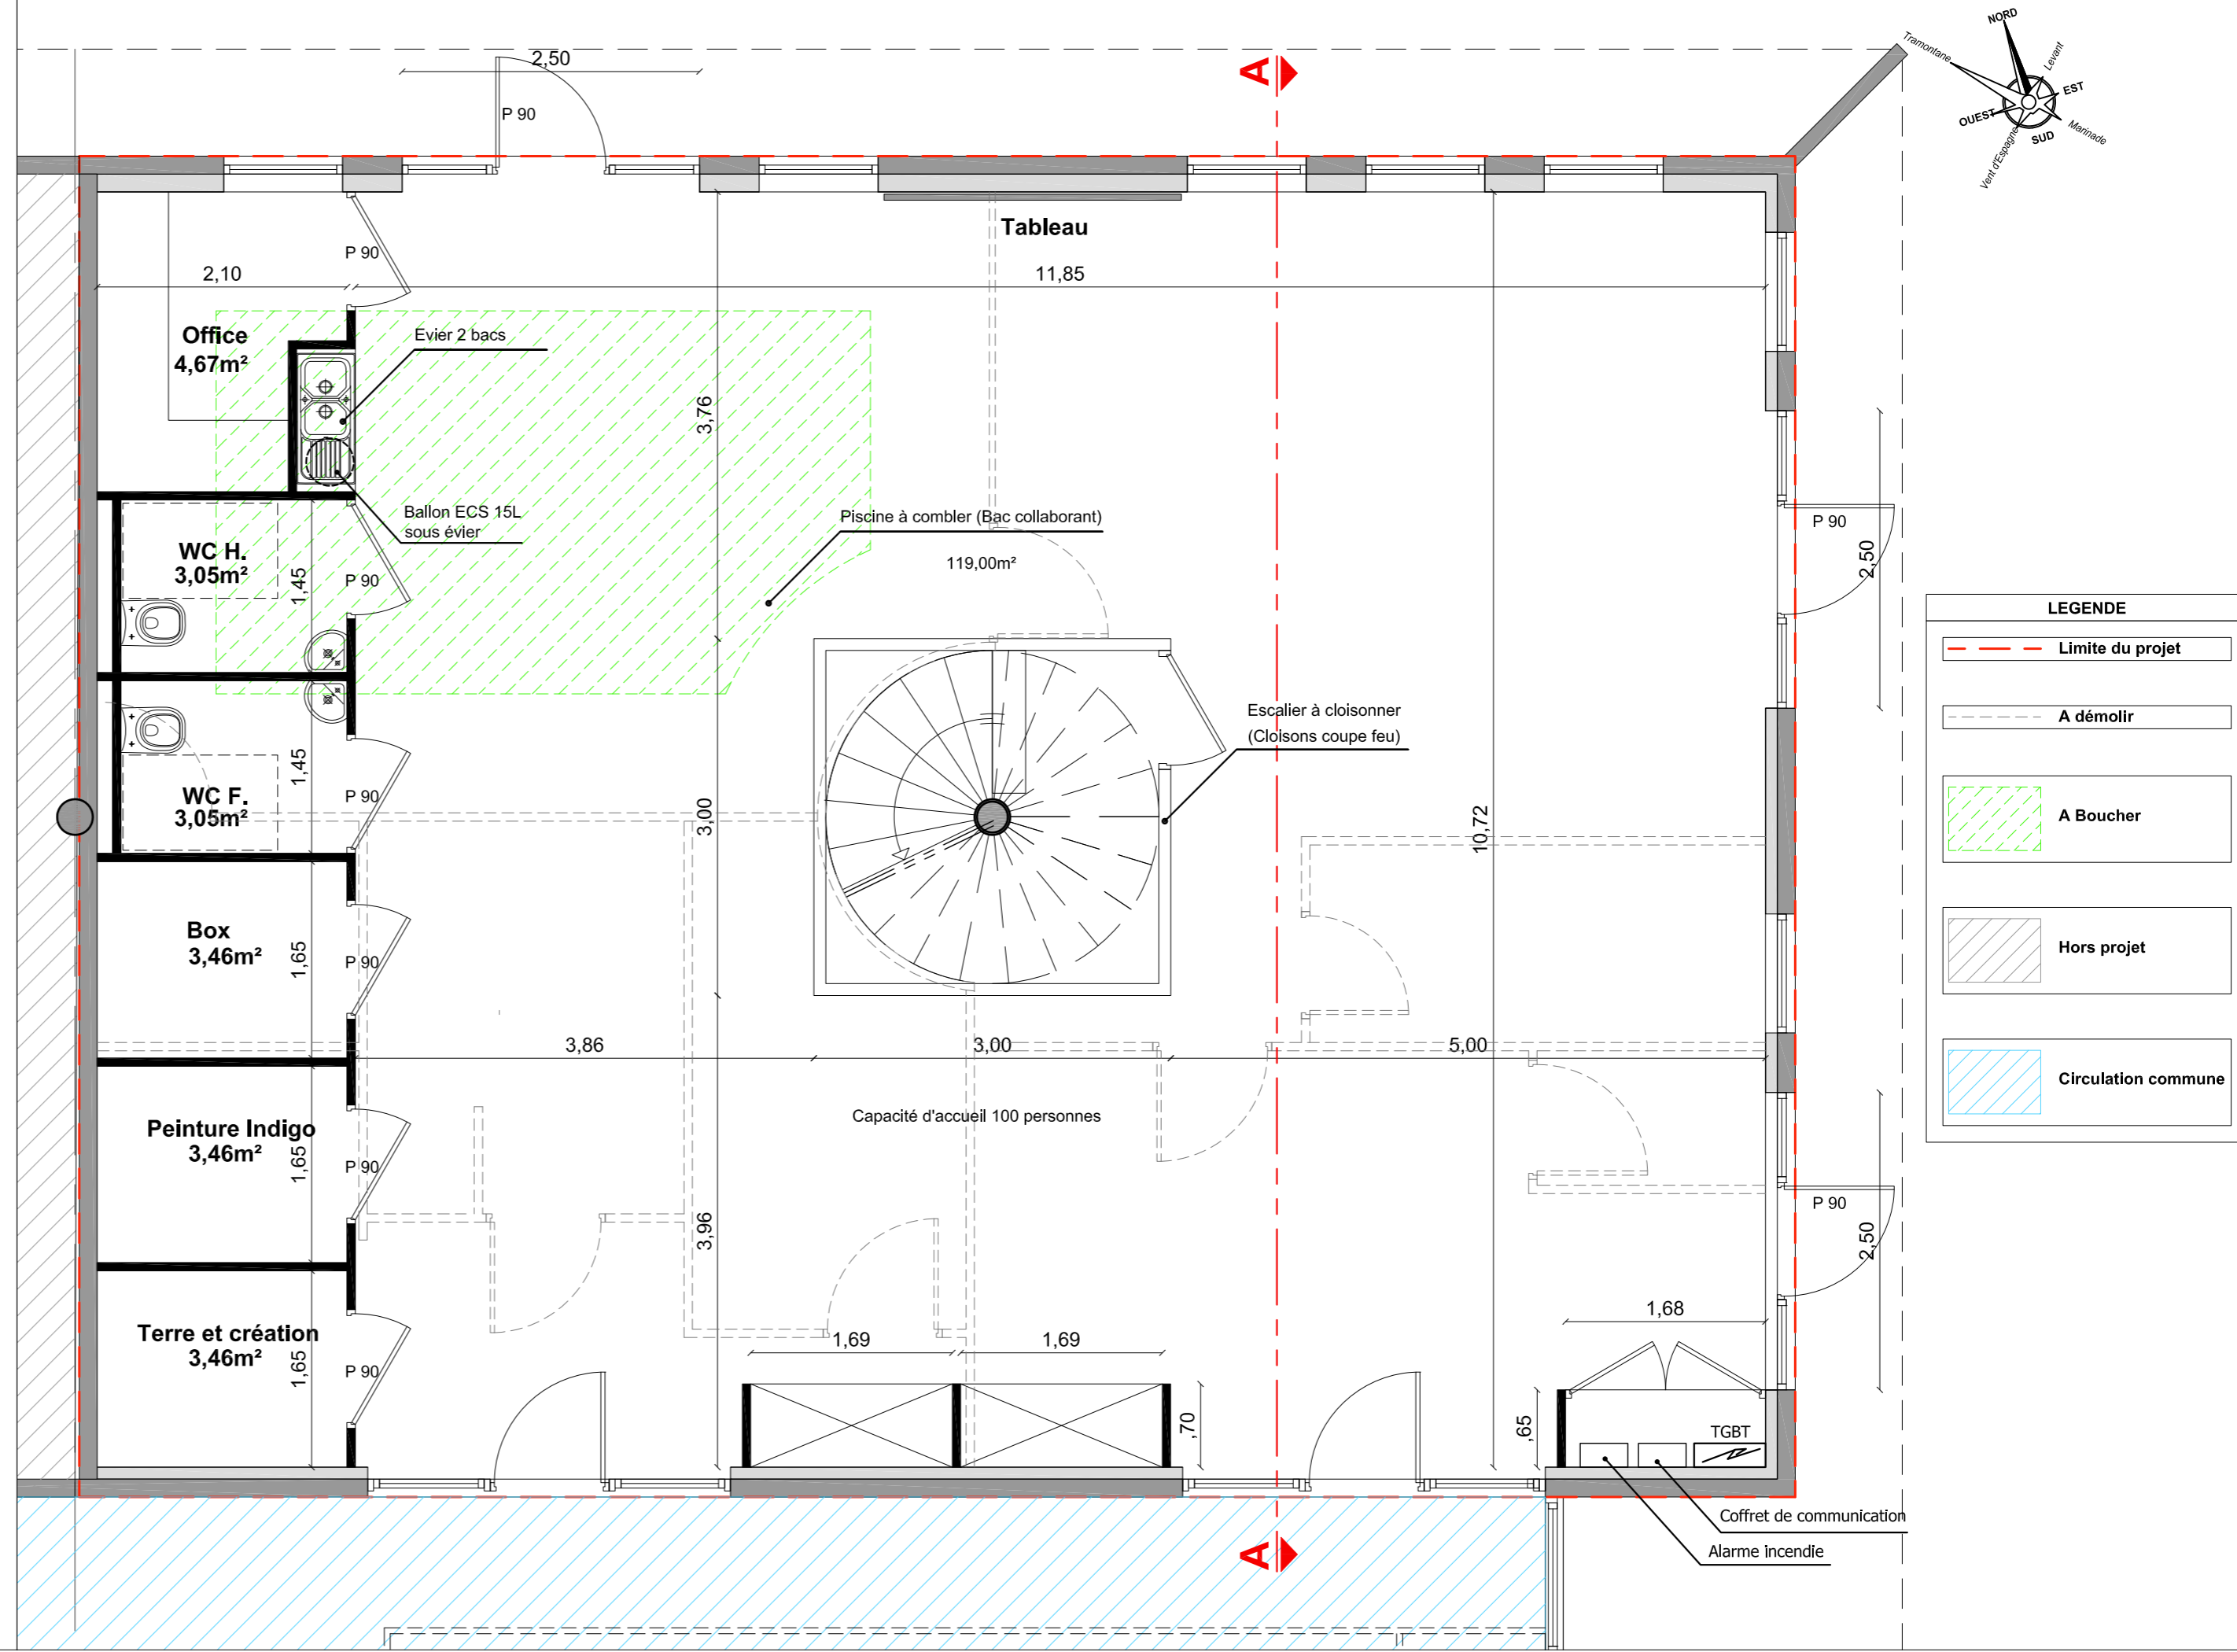 NORD
Tramontane
Levant
EST
OUEST
Marinade
SUD
Vent d'Espagne
2,50
A
P 90
Tableau
P 90
2,10
11,85
Office
4,67m²
Evier 2 bacs
3,76
Ballon ECS 15L
sous évier
Piscine à combler (Bac collaborant)
119,00m²
P 90
2,50
WC H.
3,05m²
1,45
P 90
LEGENDE
Limite du projet
A démolir
A Boucher
Hors projet
Circulation commune
Escalier à cloisonner
(Cloisons coupe feu)
1,45
WC F.
3,05m²
P 90
3,00
10,72
Box
3,46m²
1,65
P 90
3,86
3,00
5,00
Capacité d'accueil 100 personnes
Peinture Indigo
3,46m²
1,65
P 90
3,96
P 90
2,50
1,68
Terre et création
3,46m²
1,65
P 90
1,69
1,69
,70
,65
TGBT
Coffret de communication
Alarme incendie
A